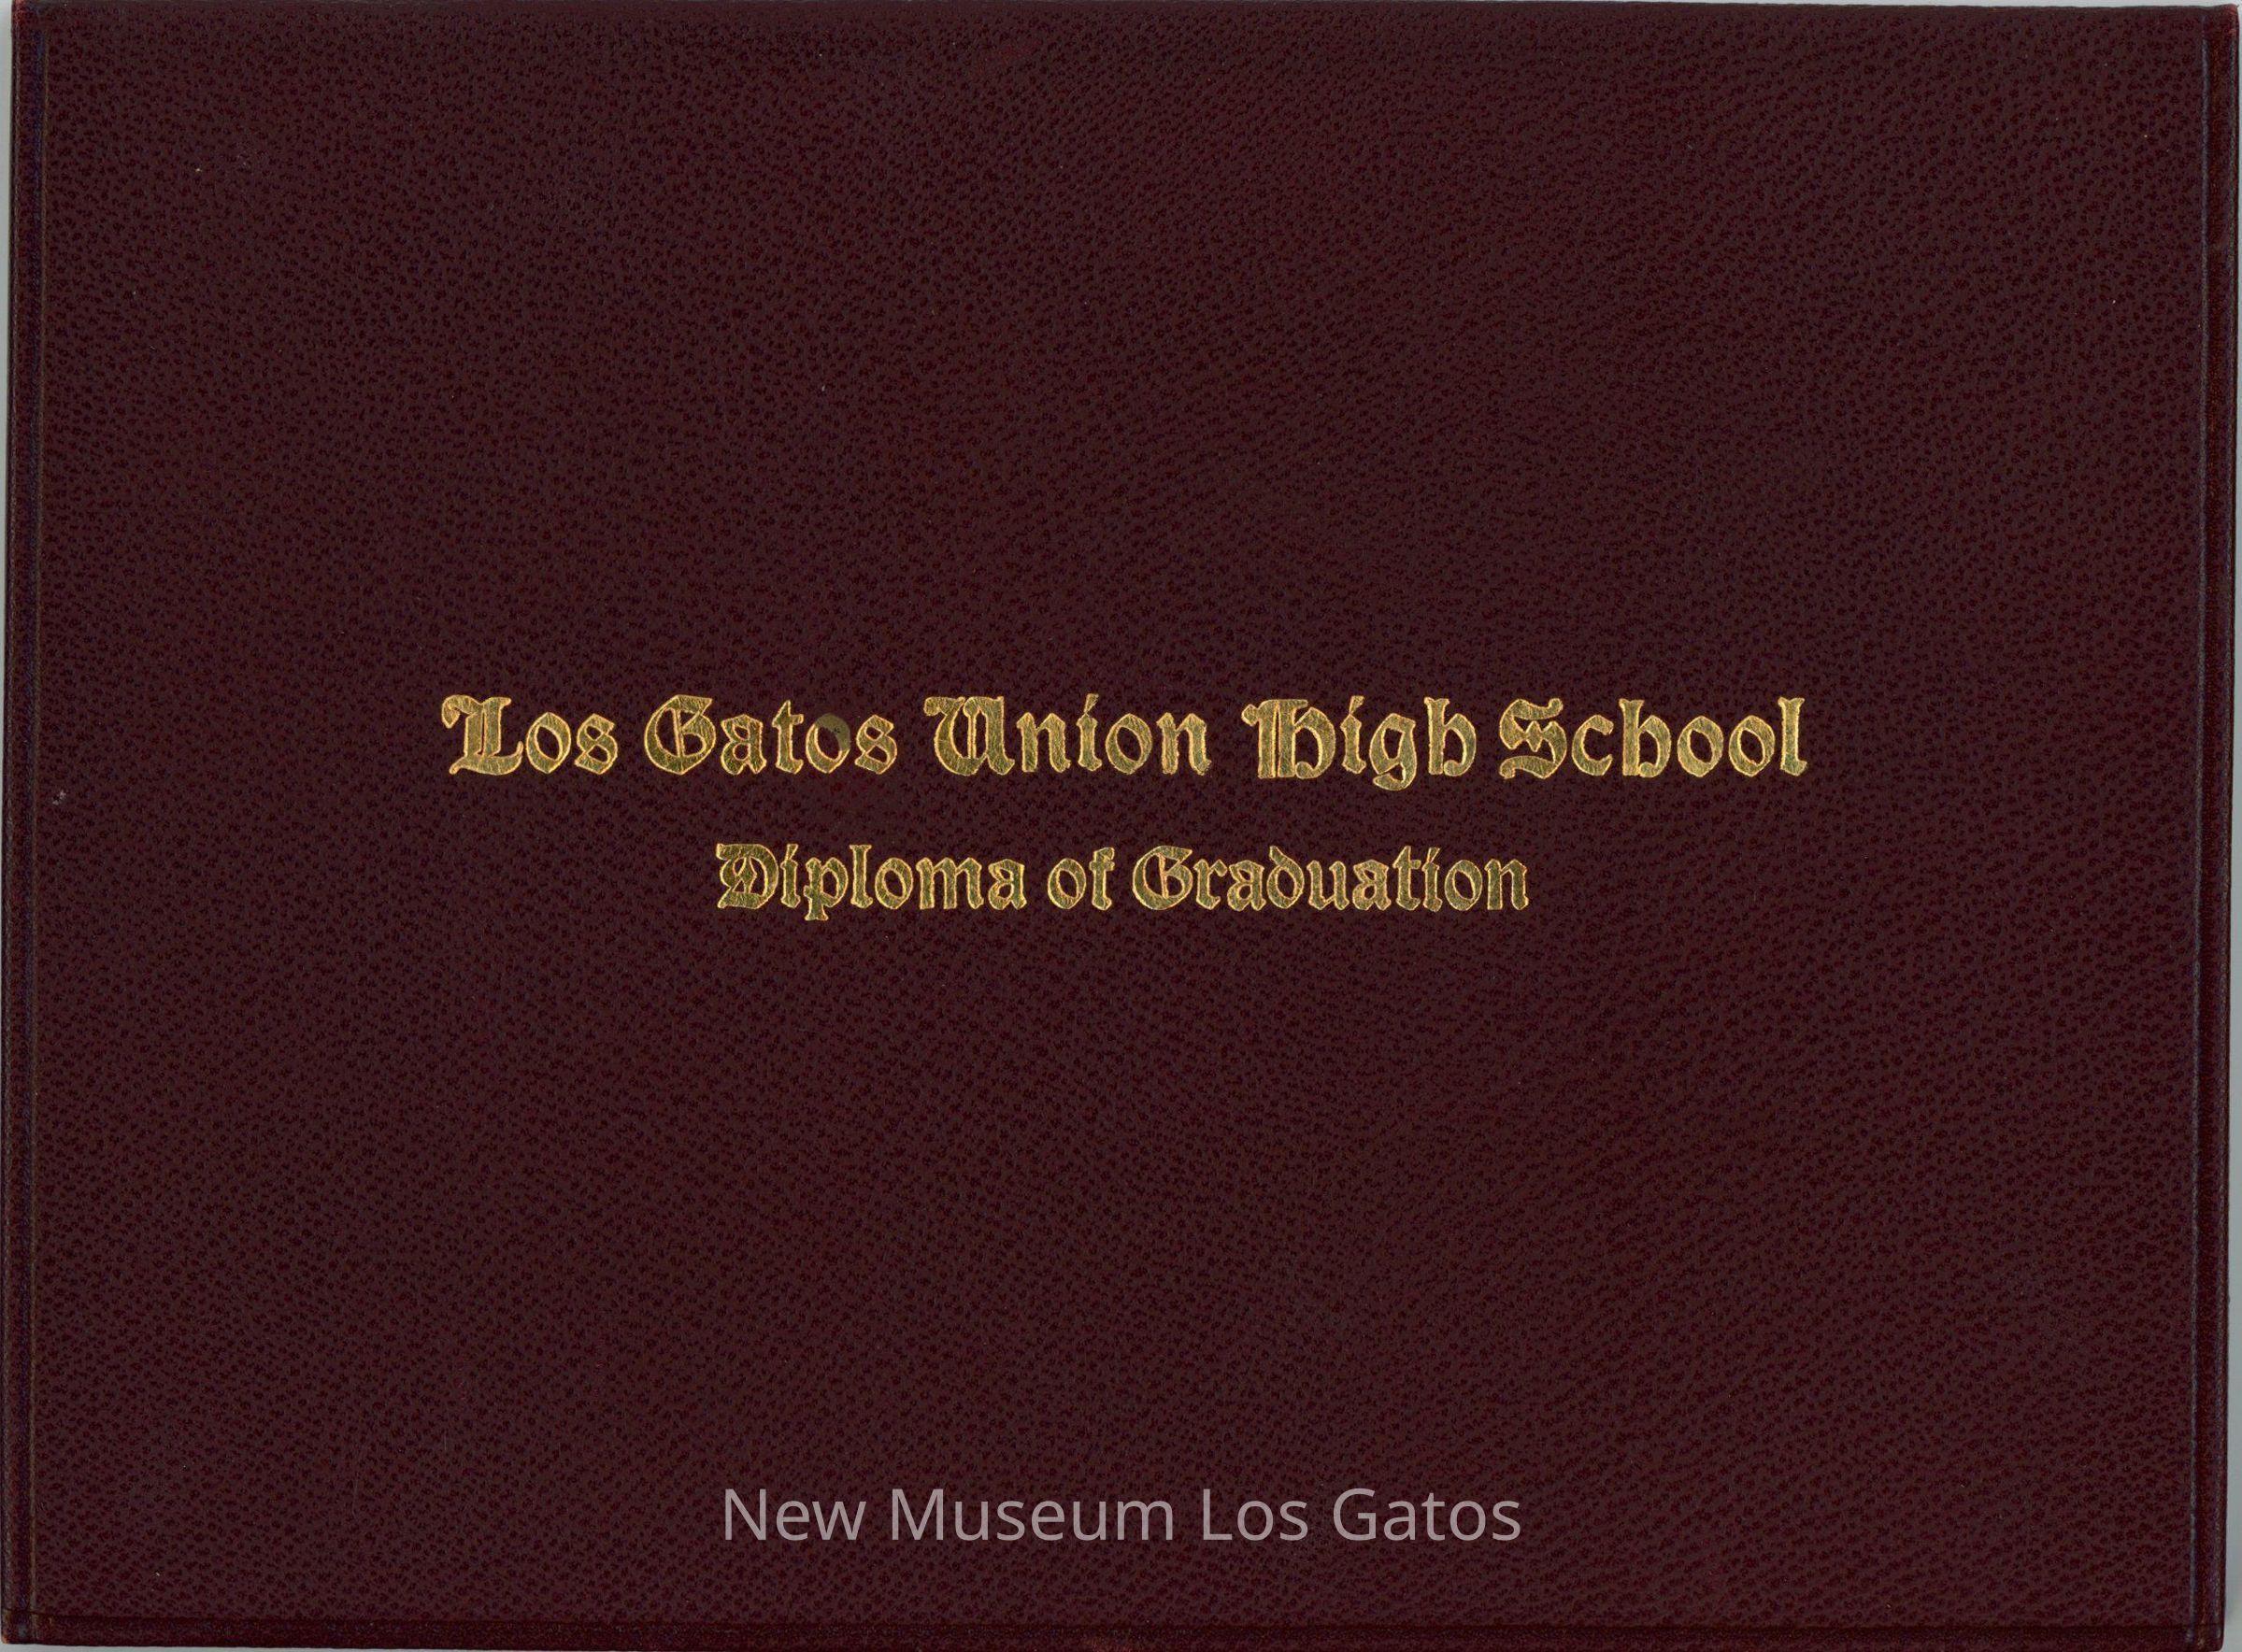 Los Gatos Union High School
Diploma of Graduation
New Museum Los Gatos